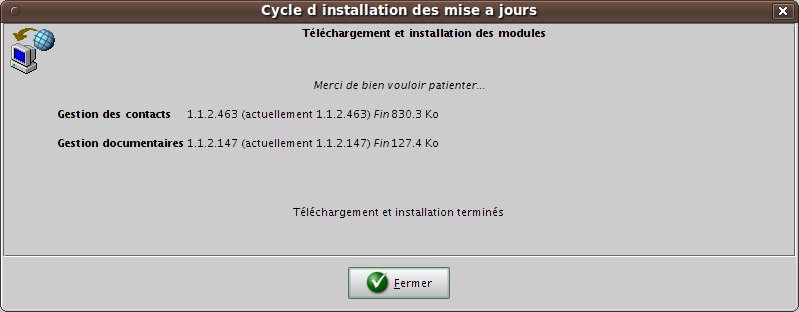 Cycle d installation des mise a jours
Téléchargement et installation des modules
Merci de bien vouloir patienter...
Gestion des contacts 1.1.2.463 (actuellement 1.1.2.463) Fin 830.3 Ko
Gestion documentaires 1.1.2.147 (actuellement 1.1.2.147) Fin 127.4 Ko
Téléchargement et installation terminés
Fermer